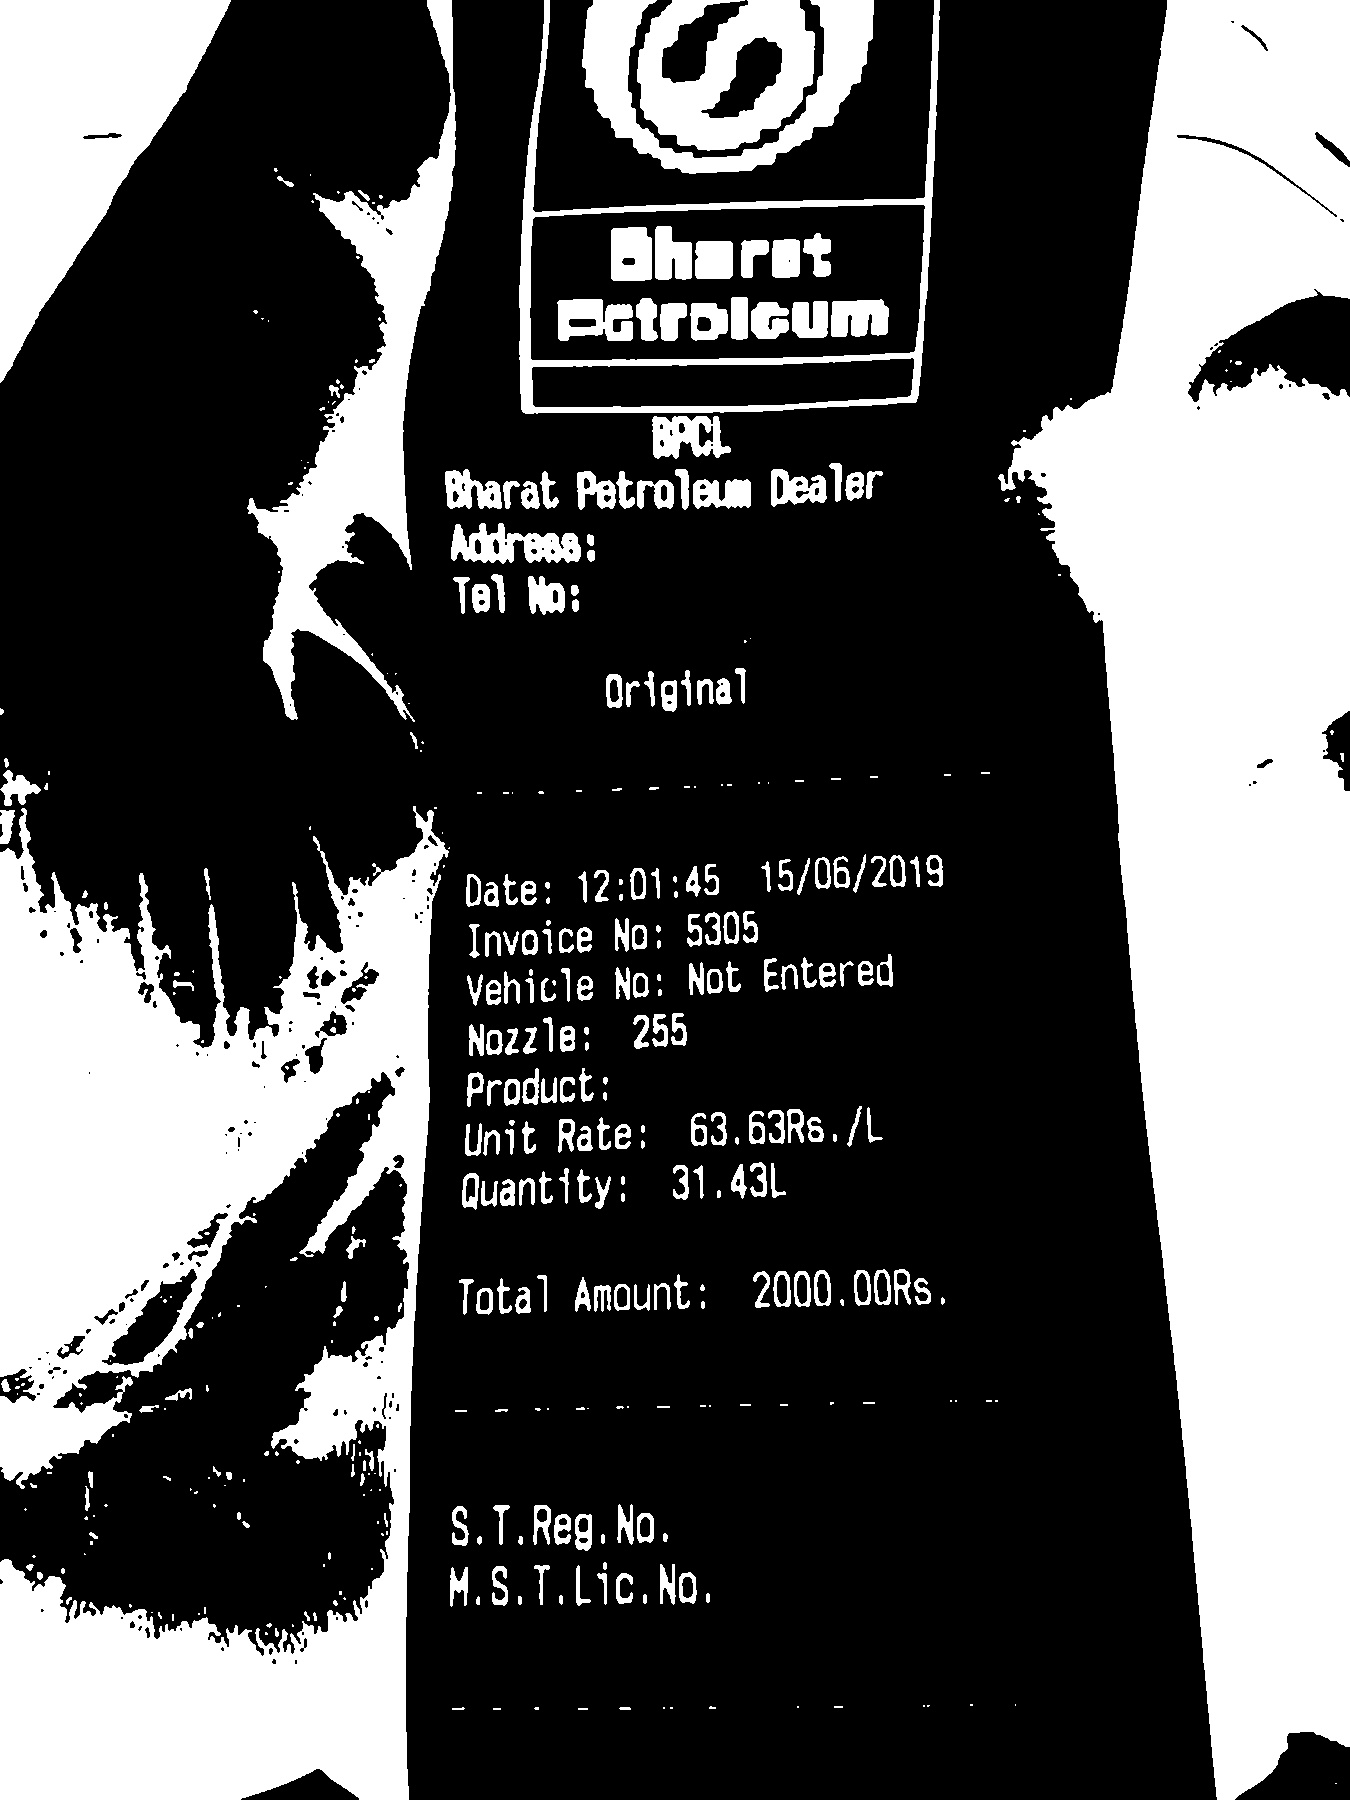 Bharat
Petroleum
BPCL
Bharat Petroleum Dealer
Address:
Tel No:
Original
Date: 12:01:45 15/06/2019
Invoice No: 5305
Vehicle No: Not Entered
Nozzle: 255
Product:
Unit Rate: 63.63Rs./L
Quantity: 31.43L
Total Amount: 2000.00Rs.
S.T.Reg.No.
M.S.T.Lic.No.